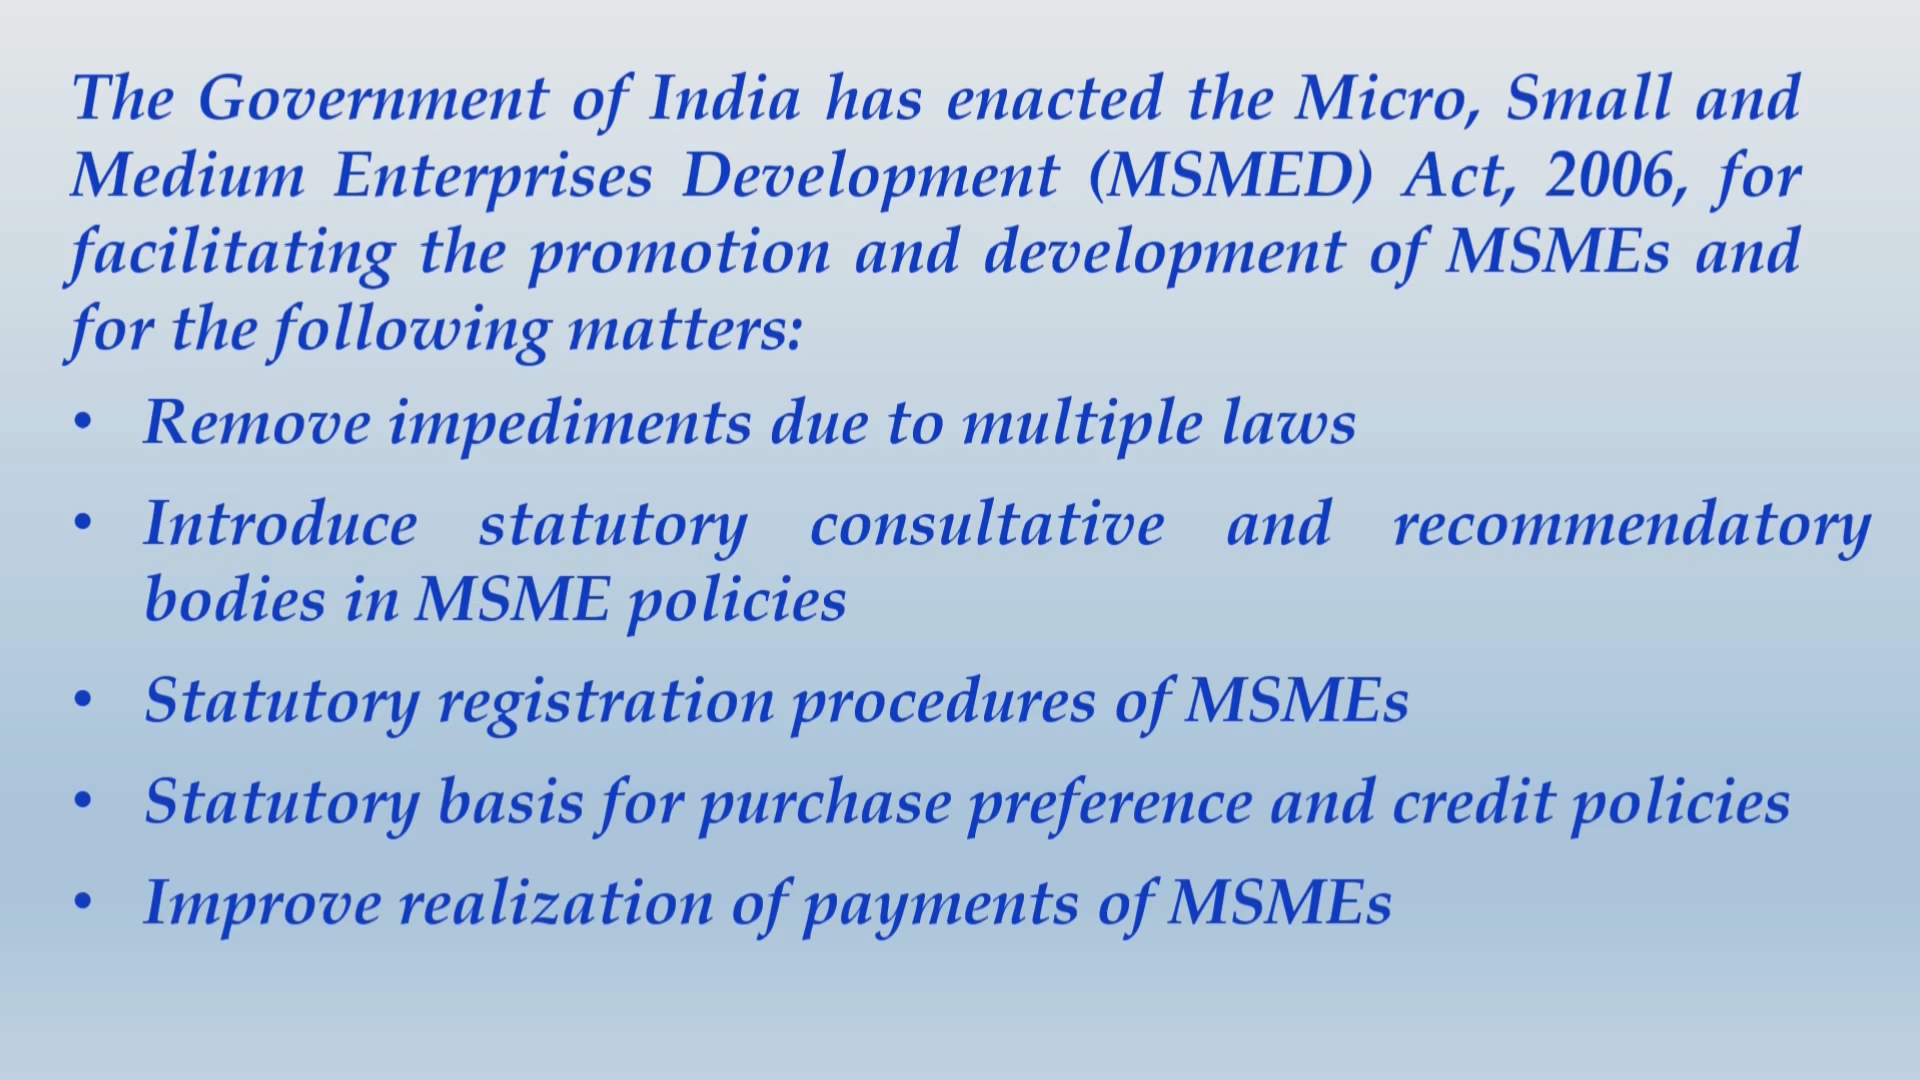 The Government of India has enacted the Micro, Small and
Medium Enterprises Development (MSMED) Act, 2006, for
facilitating the promotion and development of MSMEs and
for the following matters:
• Remove impediments due to multiple laws
• Introduce statutory consultative and recommendatory
bodies in MSME policies
• Statutory registration procedures of MSMEs
• Statutory basis for purchase preference and credit policies
• Improve realization of payments of MSMEs